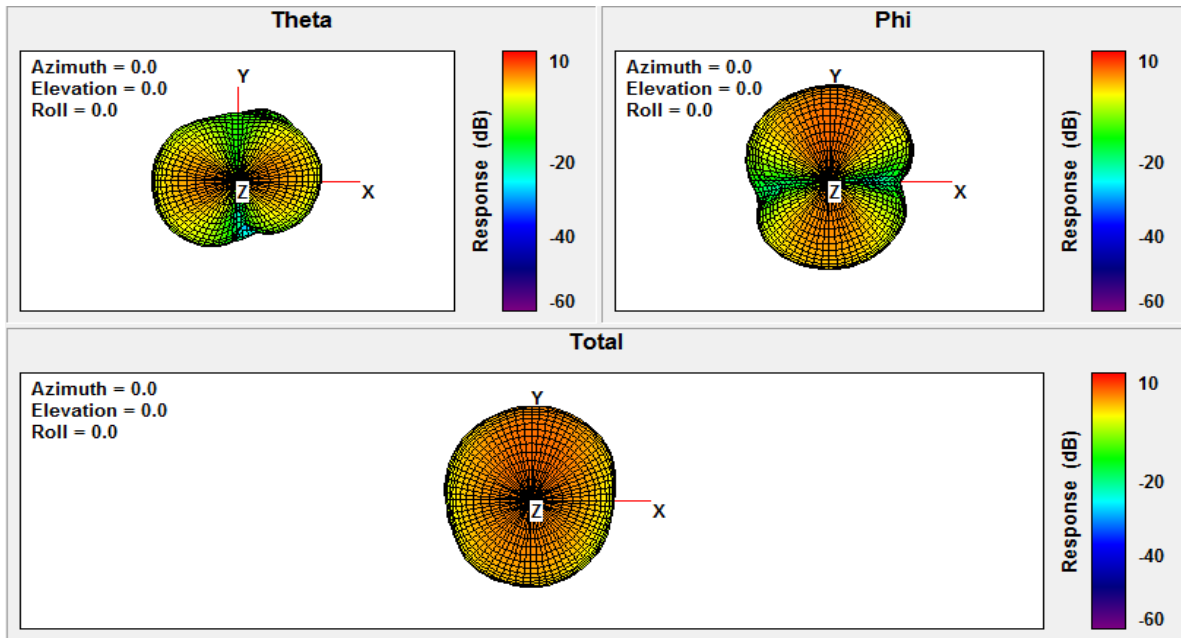 Theta
Azimuth = 0.0
Elevation = 0.0
Roll = 0.0
Y
X
Z
Response (dB)
10
-20
-40
-60
Phi
Azimuth = 0.0
Elevation = 0.0
Roll = 0.0
Y
X
Z
Response (dB)
10
-20
-40
-60
Total
Azimuth = 0.0
Elevation = 0.0
Roll = 0.0
Y
X
Z
Response (dB)
10
-20
-40
-60